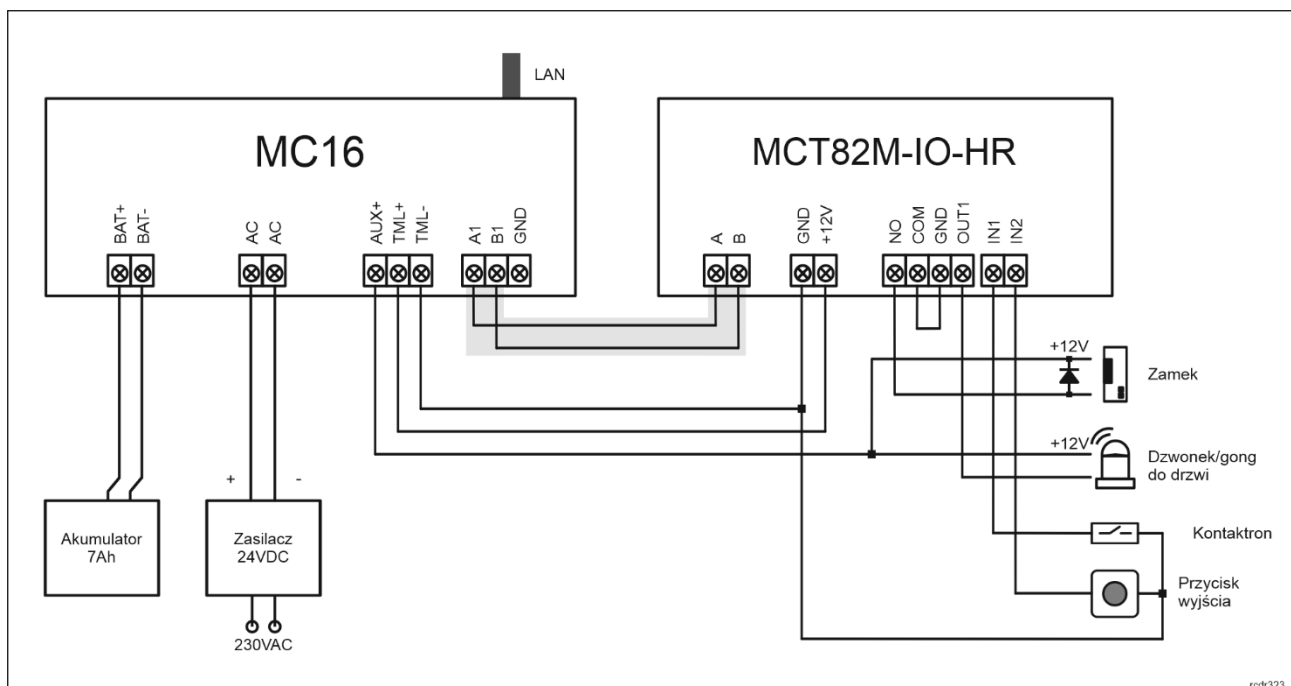 LAN
MC16
MCT82M-IO-HR
BAT+
BAT-
AC
AC
AUX+
TML+
TML-
A1
B1
GND
A
B
GND
+12V
NO
COM
GND
OUT1
IN1
IN2
+12V
Zamek
+12V
Dzwonek/gong
do drzwi
+
-
Akumulator
7Ah
Zasilacz
24VDC
Kontaktron
Przycisk
wyjścia
230VAC
rcdr323